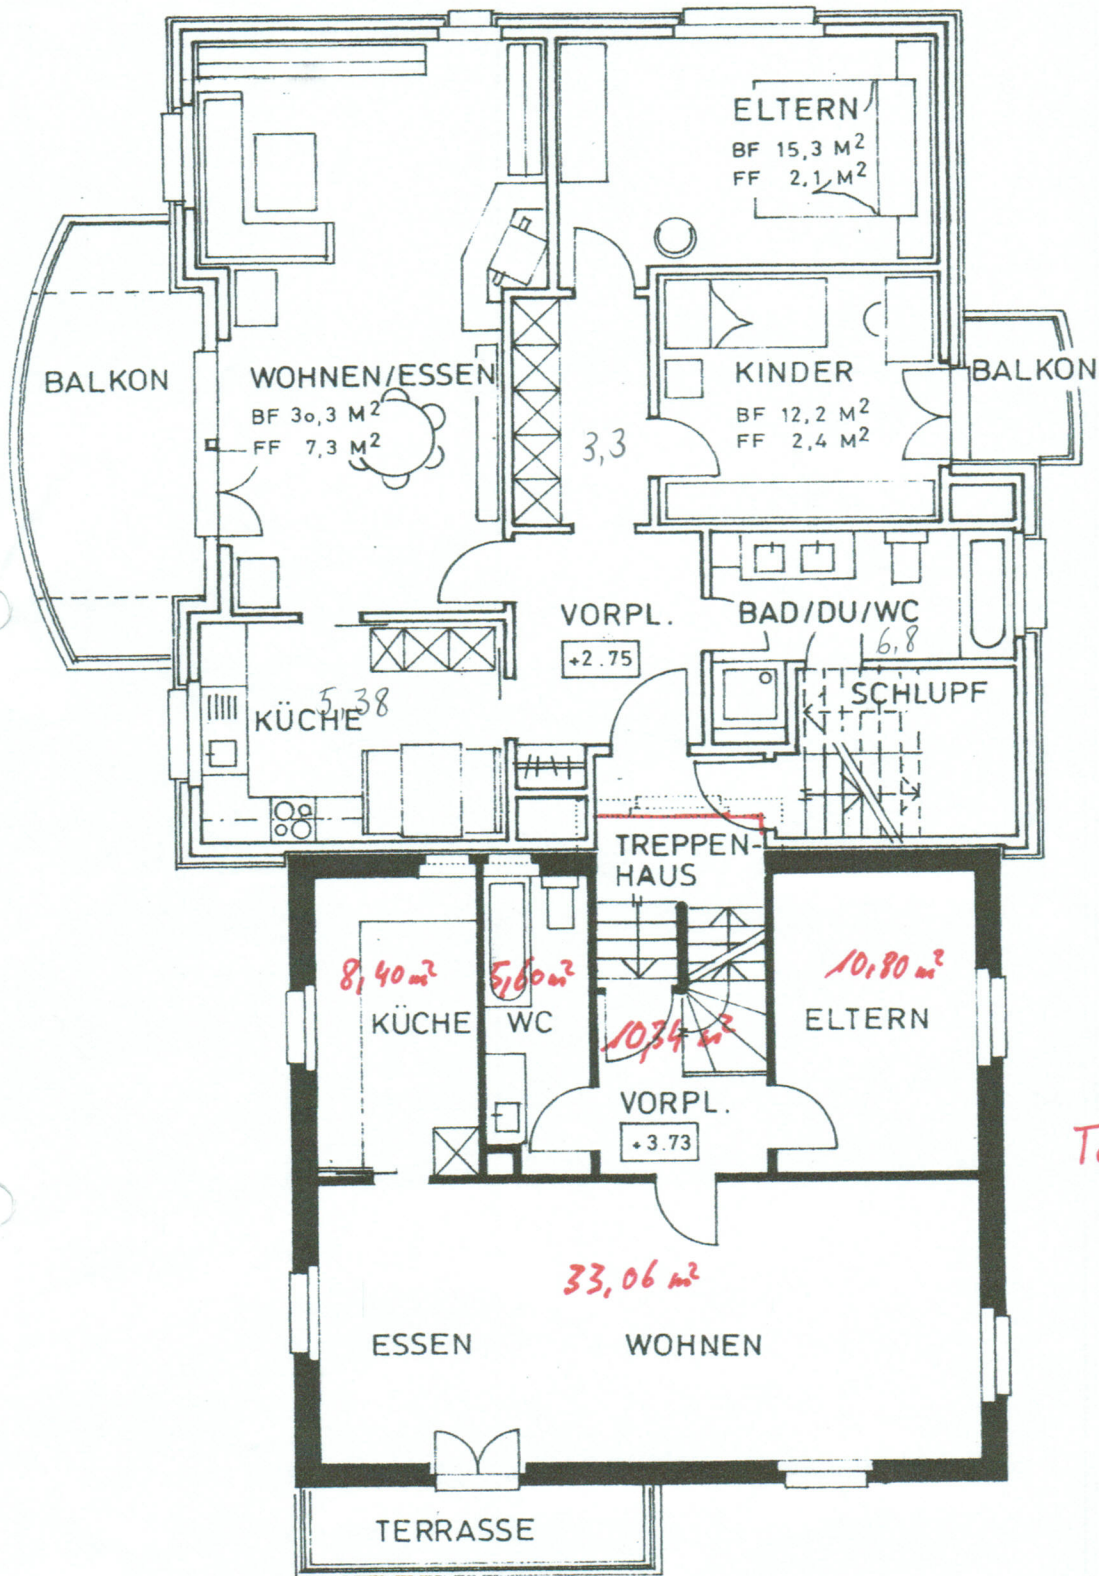 ELTERN
BF 15,3 M²
FF 2,1 M²
BALKON
WOHNEN/ESSEN
BF 3o,3 M²
FF 7,3 M²
KINDER
BF 12,2 M²
FF 2,4 M²
BALKON
3,3
VORPL.
+2.75
BAD/DU/WC
6,8
SCHLUPF
KÜCHE
5,38
TREPPEN-
HAUS
8,40 m²
KÜCHE
5,60 m²
WC
10,34 m²
VORPL.
+3.73
10,80 m²
ELTERN
33,06 m²
ESSEN
WOHNEN
TERRASSE